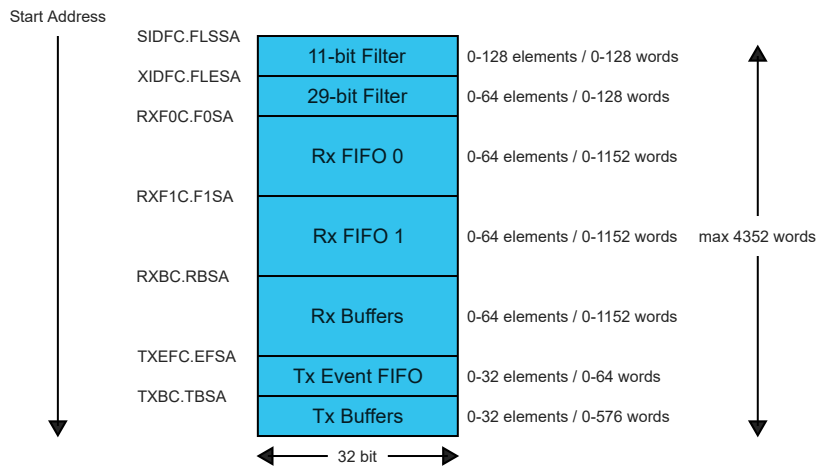 Start Address
SIDFC.FLSSA
11-bit Filter
0-128 elements / 0-128 words
XIDFC.FLESA
29-bit Filter
0-64 elements / 0-128 words
RXF0C.F0SA
Rx FIFO 0
0-64 elements / 0-1152 words
RXF1C.F1SA
Rx FIFO 1
0-64 elements / 0-1152 words
max 4352 words
RXBC.RBSA
Rx Buffers
0-64 elements / 0-1152 words
TXEFC.EFSA
Tx Event FIFO
0-32 elements / 0-64 words
TXBC.TBSA
Tx Buffers
0-32 elements / 0-576 words
32 bit